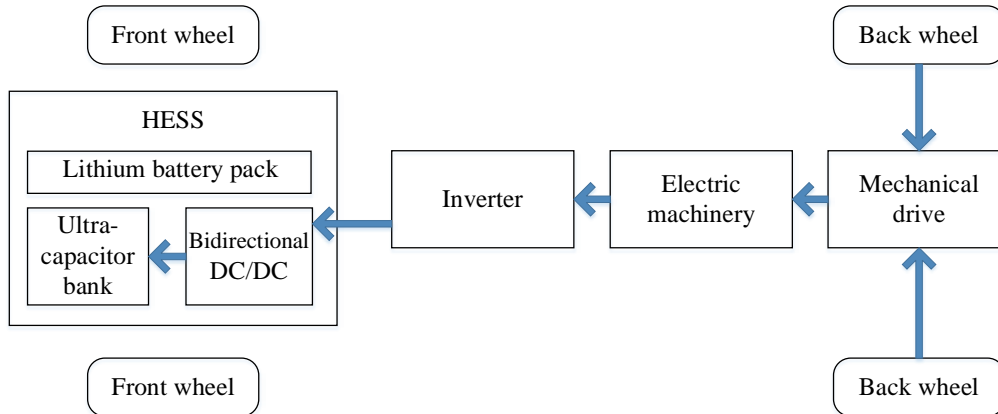 Front wheel
Back wheel
HESS
Lithium battery pack
Ultra-
capacitor
bank
Bidirectional
DC/DC
Inverter
Electric
machinery
Mechanical
drive
Front wheel
Back wheel